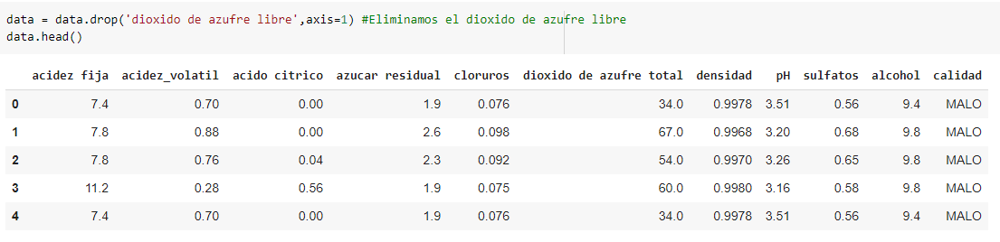 data = data.drop('dioxido de azufre libre',axis=1) #Eliminamos el dioxido de azufre libre
data.head()
acidez fija acidez_volatil acido citrico azucar residual cloruros dioxido de azufre total densidad pH sulfatos alcohol calidad
0 7.4 0.70 0.00 1.9 0.076 34.0 0.9978 3.51 0.56 9.4 MALO
1 7.8 0.88 0.00 2.6 0.098 67.0 0.9968 3.20 0.68 9.8 MALO
2 7.8 0.76 0.04 2.3 0.092 54.0 0.9970 3.26 0.65 9.8 MALO
3 11.2 0.28 0.56 1.9 0.075 60.0 0.9980 3.16 0.58 9.8 MALO
4 7.4 0.70 0.00 1.9 0.076 34.0 0.9978 3.51 0.56 9.4 MALO